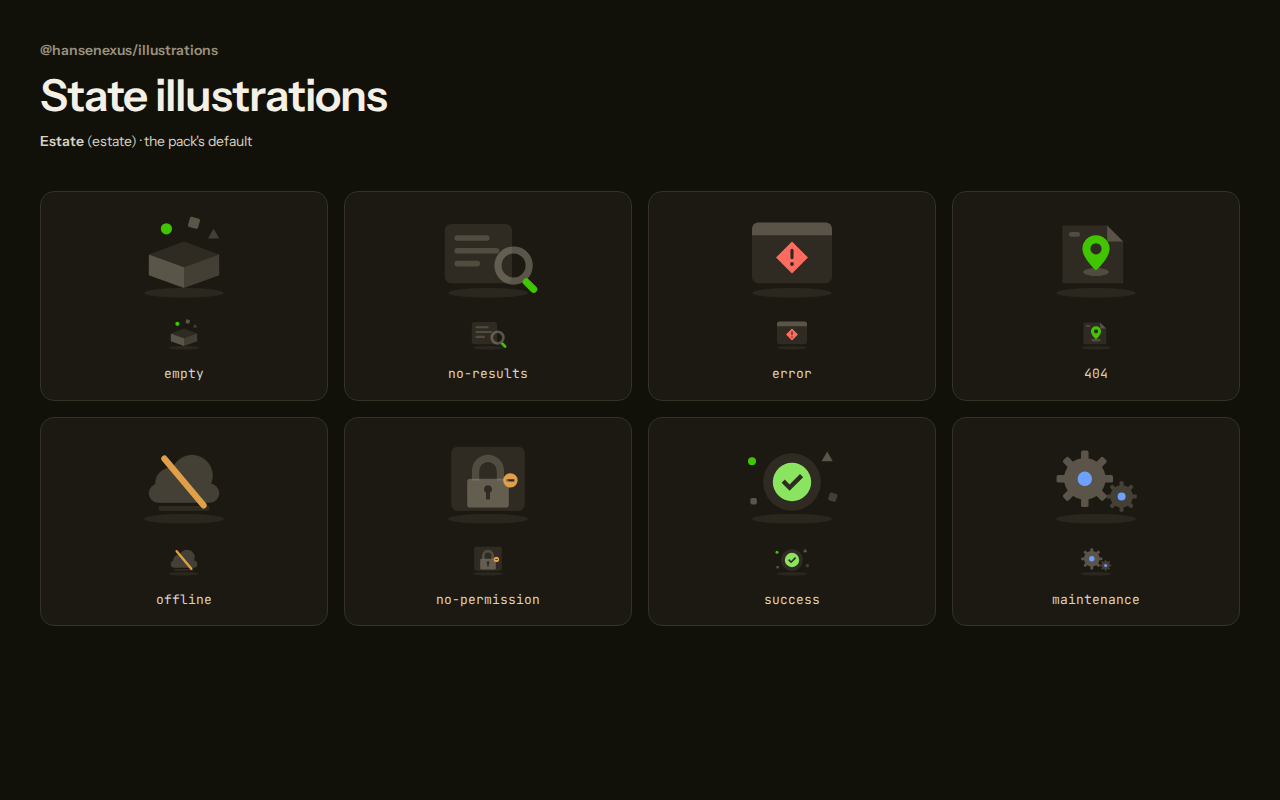 @hansenexus/illustrations
State illustrations
Estate (estate) · the pack's default
empty
no-results
error
404
offline
no-permission
success
maintenance